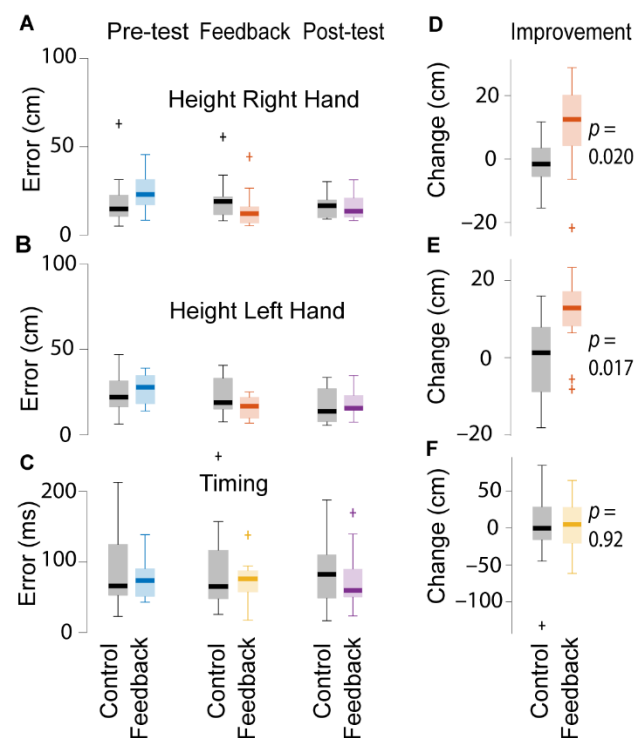 A
Pre-test Feedback Post-test
D
Improvement
100
Height Right Hand
50
0
Error (cm)
20
0
−20
Change (cm)
p =
0.020
B
100
Height Left Hand
50
0
Error (cm)
E
20
0
−20
Change (cm)
p =
0.017
C
Timing
200
100
0
Error (ms)
F
50
0
−50
−100
Change (cm)
p =
0.92
Control
Feedback
Control
Feedback
Control
Feedback
Control
Feedback